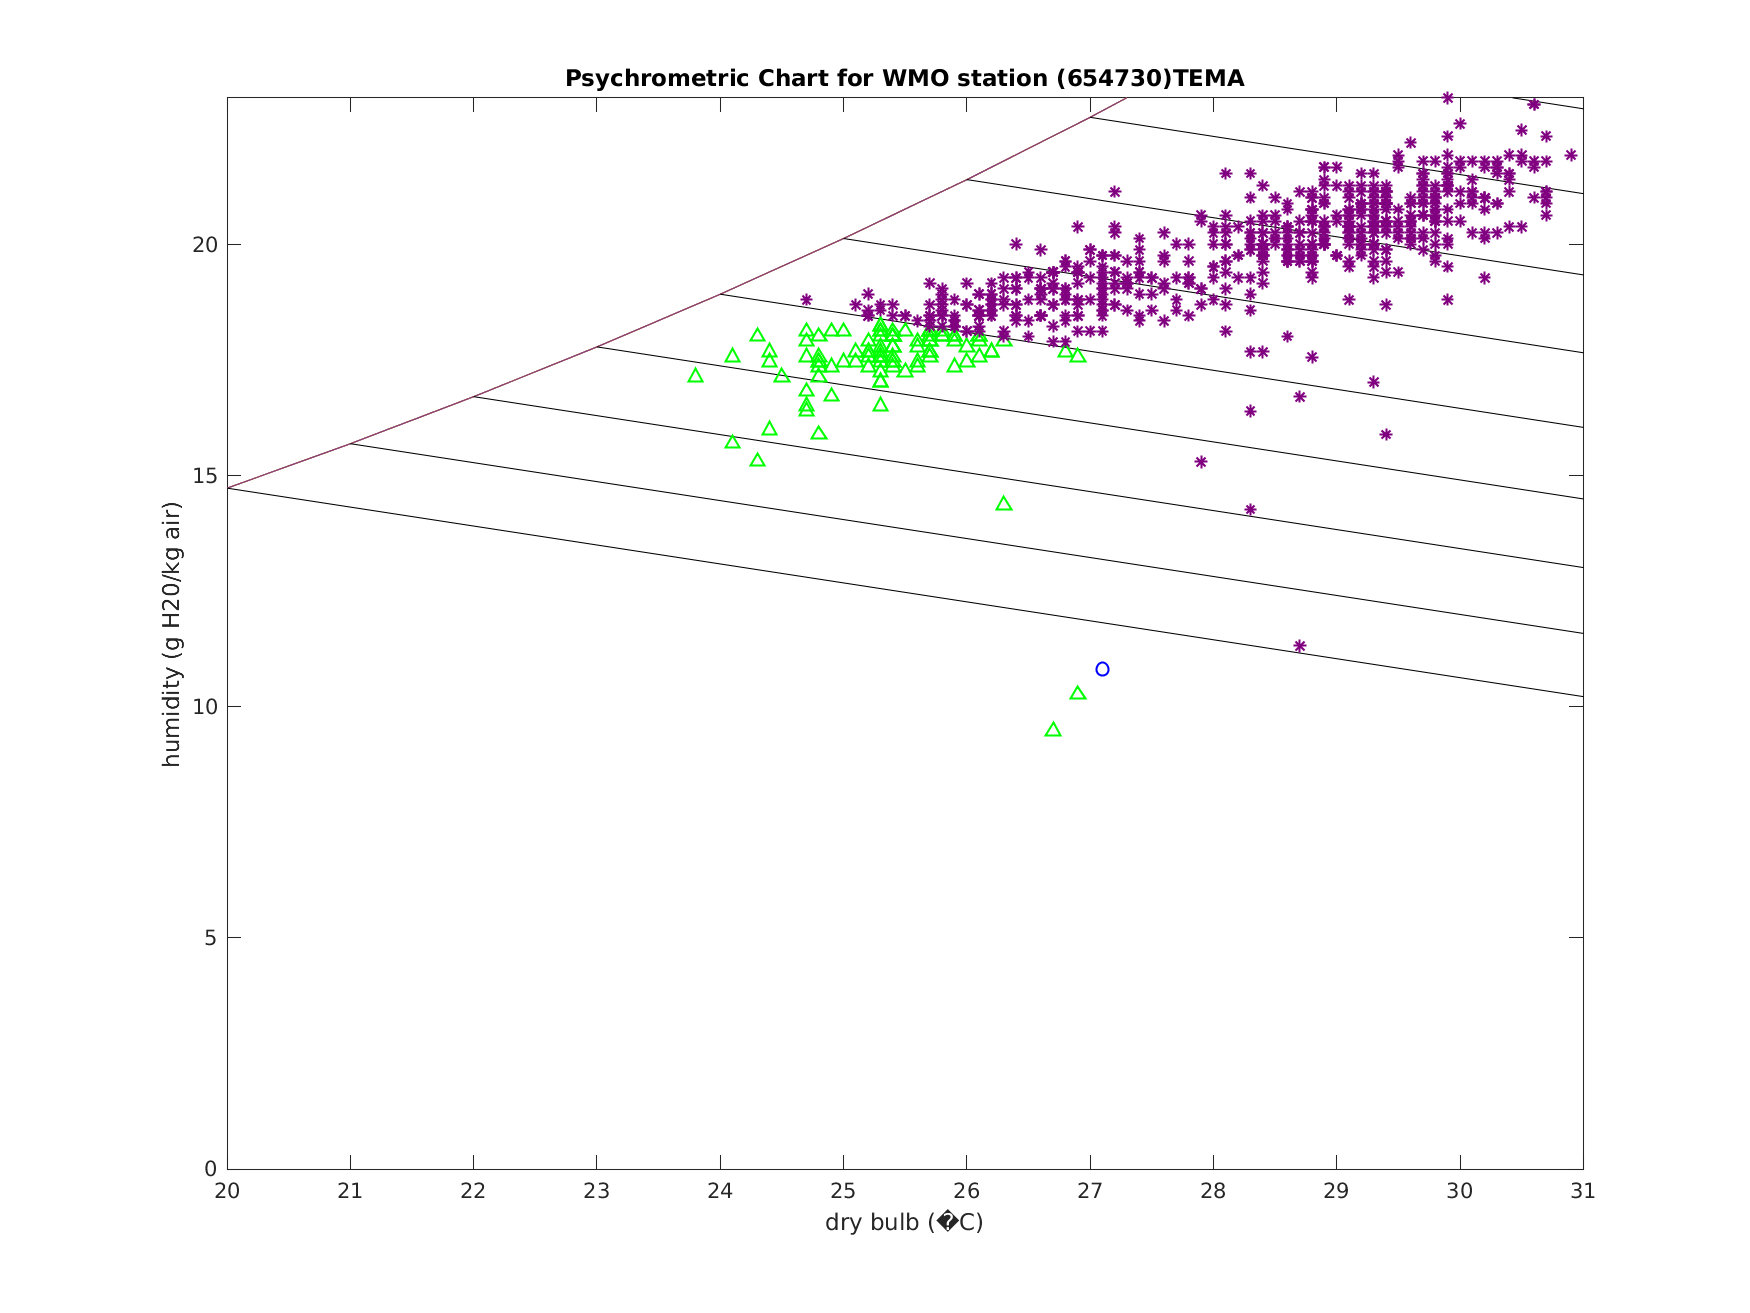 Psychrometric Chart for WMO station (654730)TEMA
humidity (g H20/kg air)
20
15
10
5
0
20 21 22 23 24 25 26 27 28 29 30 31
dry bulb (�C)